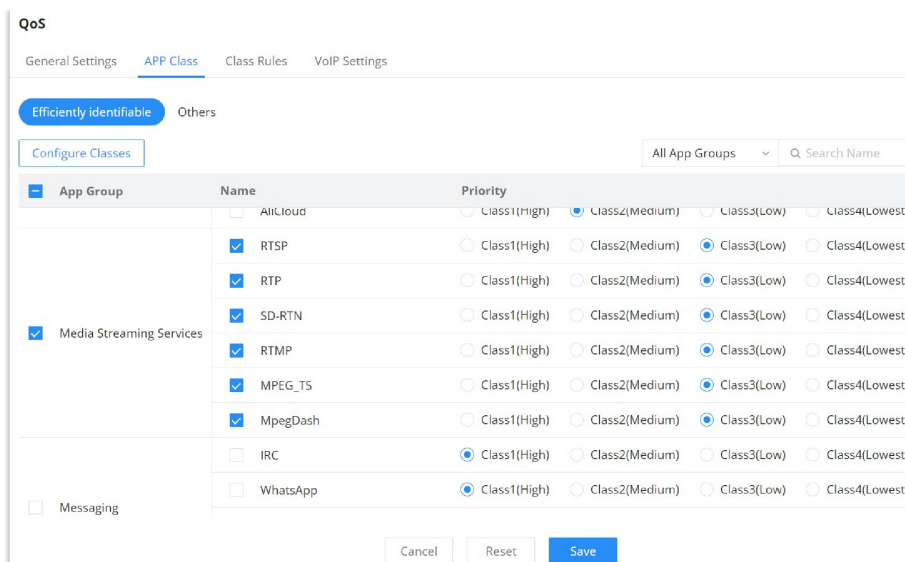 QoS
General Settings APP Class Class Rules VoIP Settings
Efficiently identifiable Others
Configure Classes All App Groups Search Name
App Group Name Priority
AliCloud Class1(High) Class2(Medium) Class3(Low) Class4(Lowest
RTSP Class1(High) Class2(Medium) Class3(Low) Class4(Lowest
RTP Class1(High) Class2(Medium) Class3(Low) Class4(Lowest
SD-RTN Class1(High) Class2(Medium) Class3(Low) Class4(Lowest
Media Streaming Services
RTMP Class1(High) Class2(Medium) Class3(Low) Class4(Lowest
MPEG_TS Class1(High) Class2(Medium) Class3(Low) Class4(Lowest
MpegDash Class1(High) Class2(Medium) Class3(Low) Class4(Lowest
IRC Class1(High) Class2(Medium) Class3(Low) Class4(Lowest
WhatsApp Class1(High) Class2(Medium) Class3(Low) Class4(Lowest
Messaging
Cancel Reset Save